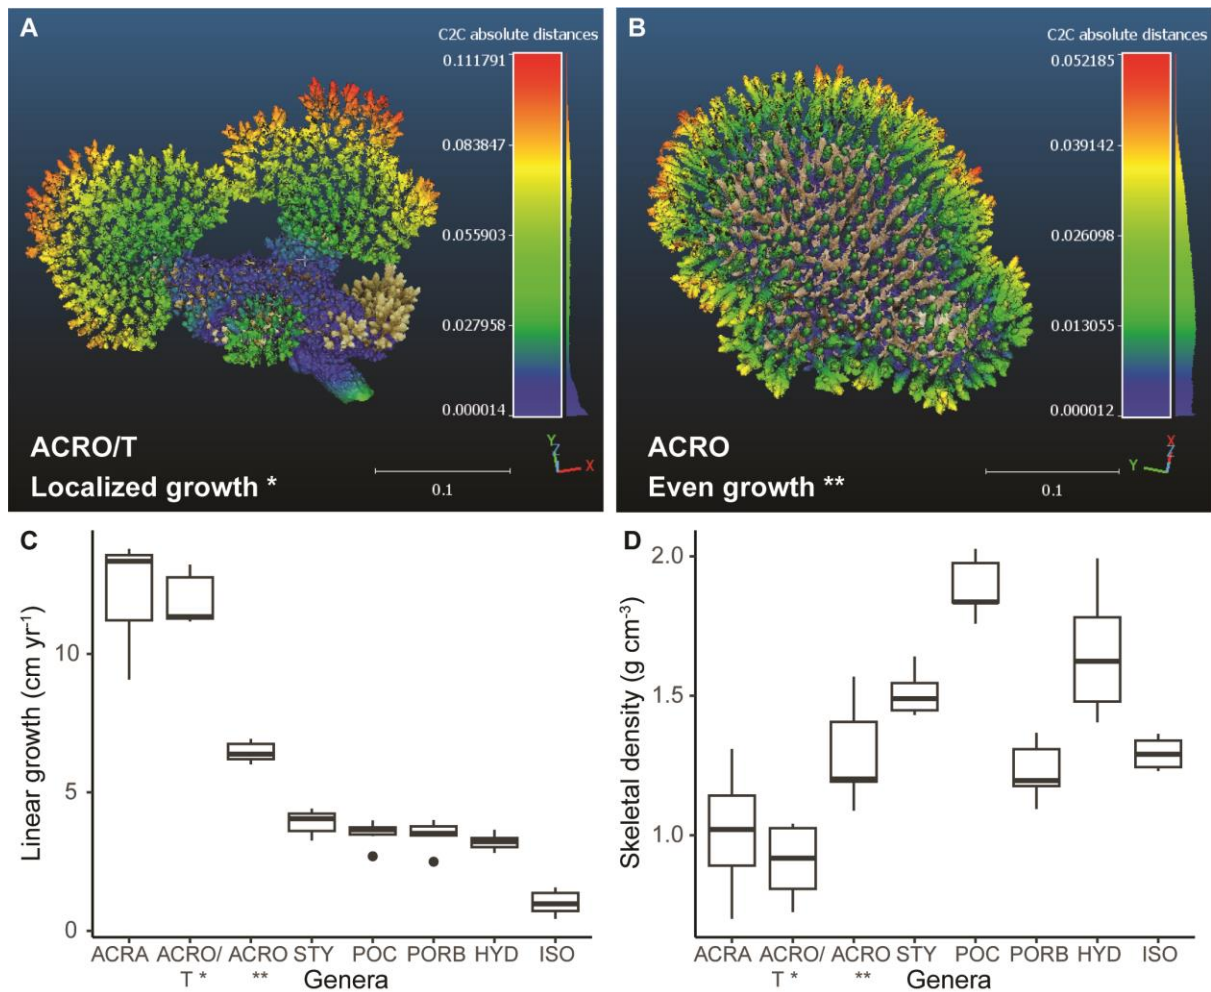 A
C2C absolute distances
0.111791
0.083847
0.055903
0.027958
0.000014
ACRO/T
Localized growth *
0.1
Y
Z
X
B
C2C absolute distances
0.052185
0.039142
0.026098
0.013055
0.000012
ACRO
Even growth **
0.1
X
Z
Y
C
Linear growth (cm yr⁻¹)
10
5
0
ACRA ACRO/ ACRO STY POC PORB HYD ISO
T * **
Genera
D
Skeletal density (g cm⁻³)
2.0
1.5
1.0
ACRA ACRO/ ACRO STY POC PORB HYD ISO
T * **
Genera